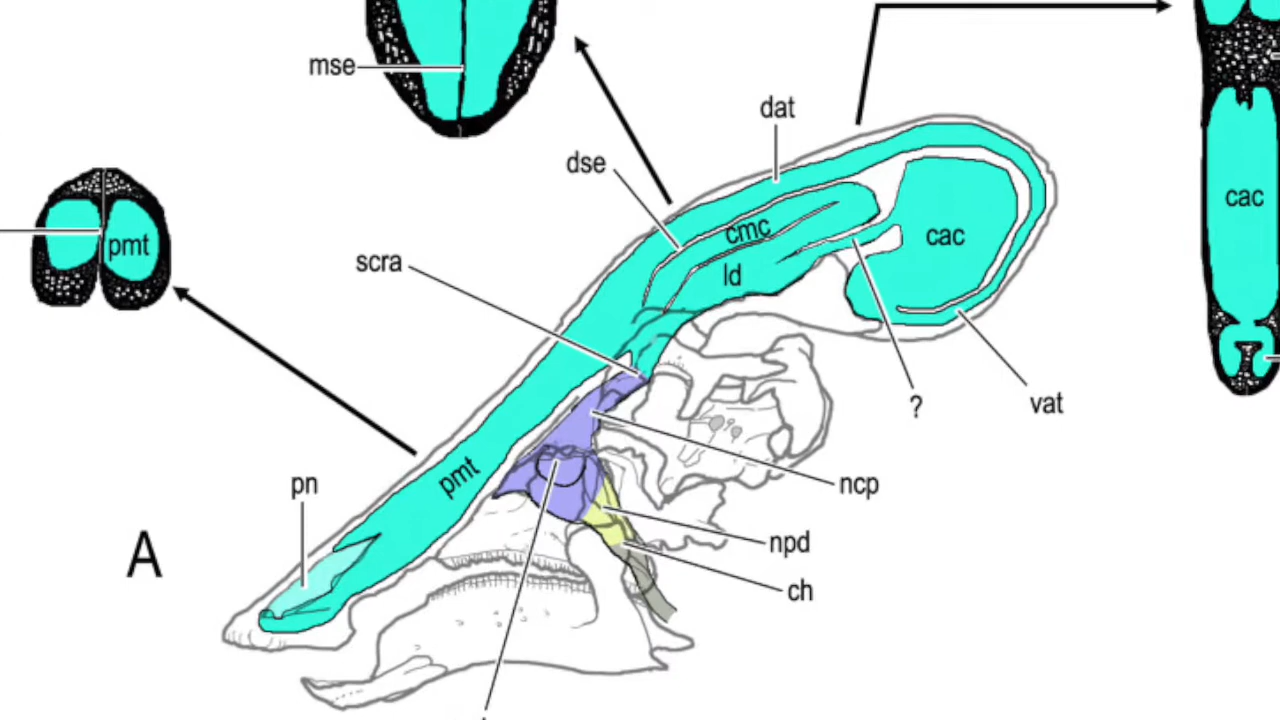 mse
dat
dse
cac
pmt
cmc
cac
scra
ld
?
vat
pmt
ncp
pn
npd
A
ch